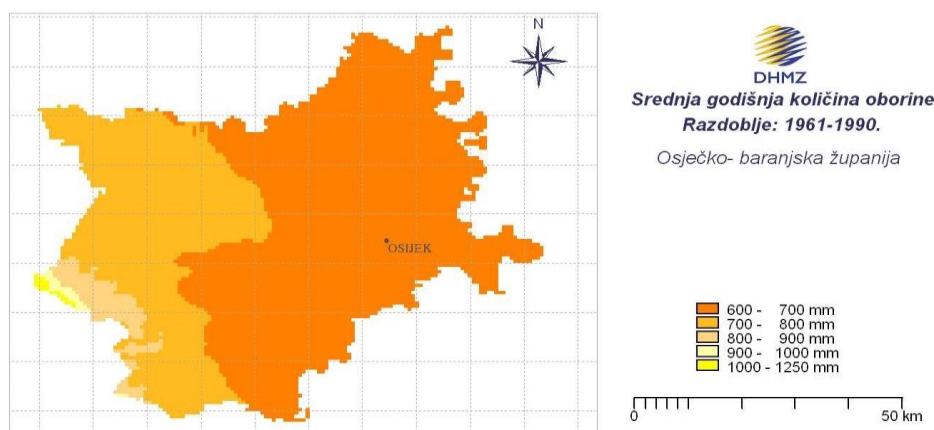 N
OSIJEK
DHMZ
Srednja godišnja količina oborine
Razdoblje: 1961-1990.
Osječko- baranjska županija
600 - 700 mm
700 - 800 mm
800 - 900 mm
900 - 1000 mm
1000 - 1250 mm
0 50 km